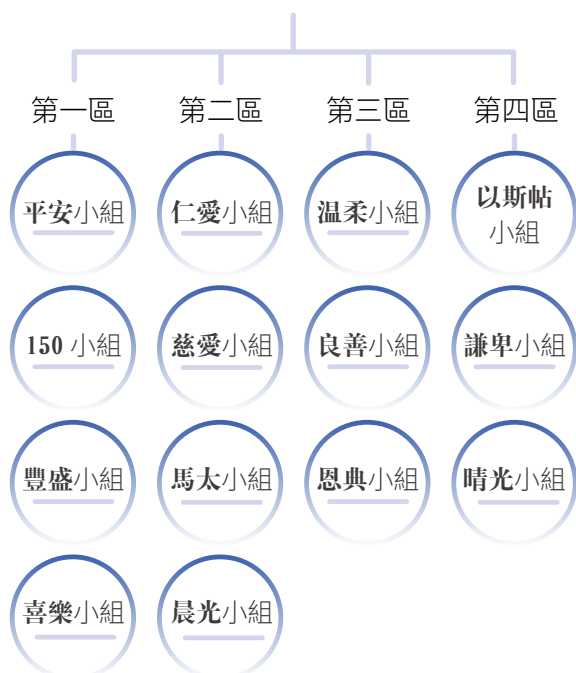 第一區
第二區
第三區
第四區
平安小組
仁愛小組
温柔小組
以斯帖
小組
150 小組
慈愛小組
良善小組
謙卑小組
豐盛小組
馬太小組
恩典小組
晴光小組
喜樂小組
晨光小組